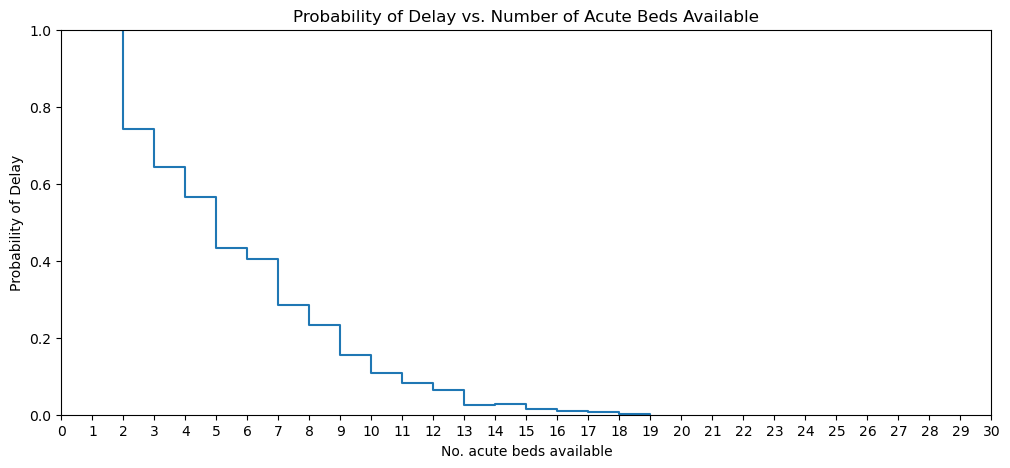 Probability of Delay vs. Number of Acute Beds Available
1.0
0.8
0.6
0.4
0.2
0.0
Probability of Delay
0 1 2 3 4 5 6 7 8 9 10 11 12 13 14 15 16 17 18 19 20 21 22 23 24 25 26 27 28 29 30
No. acute beds available